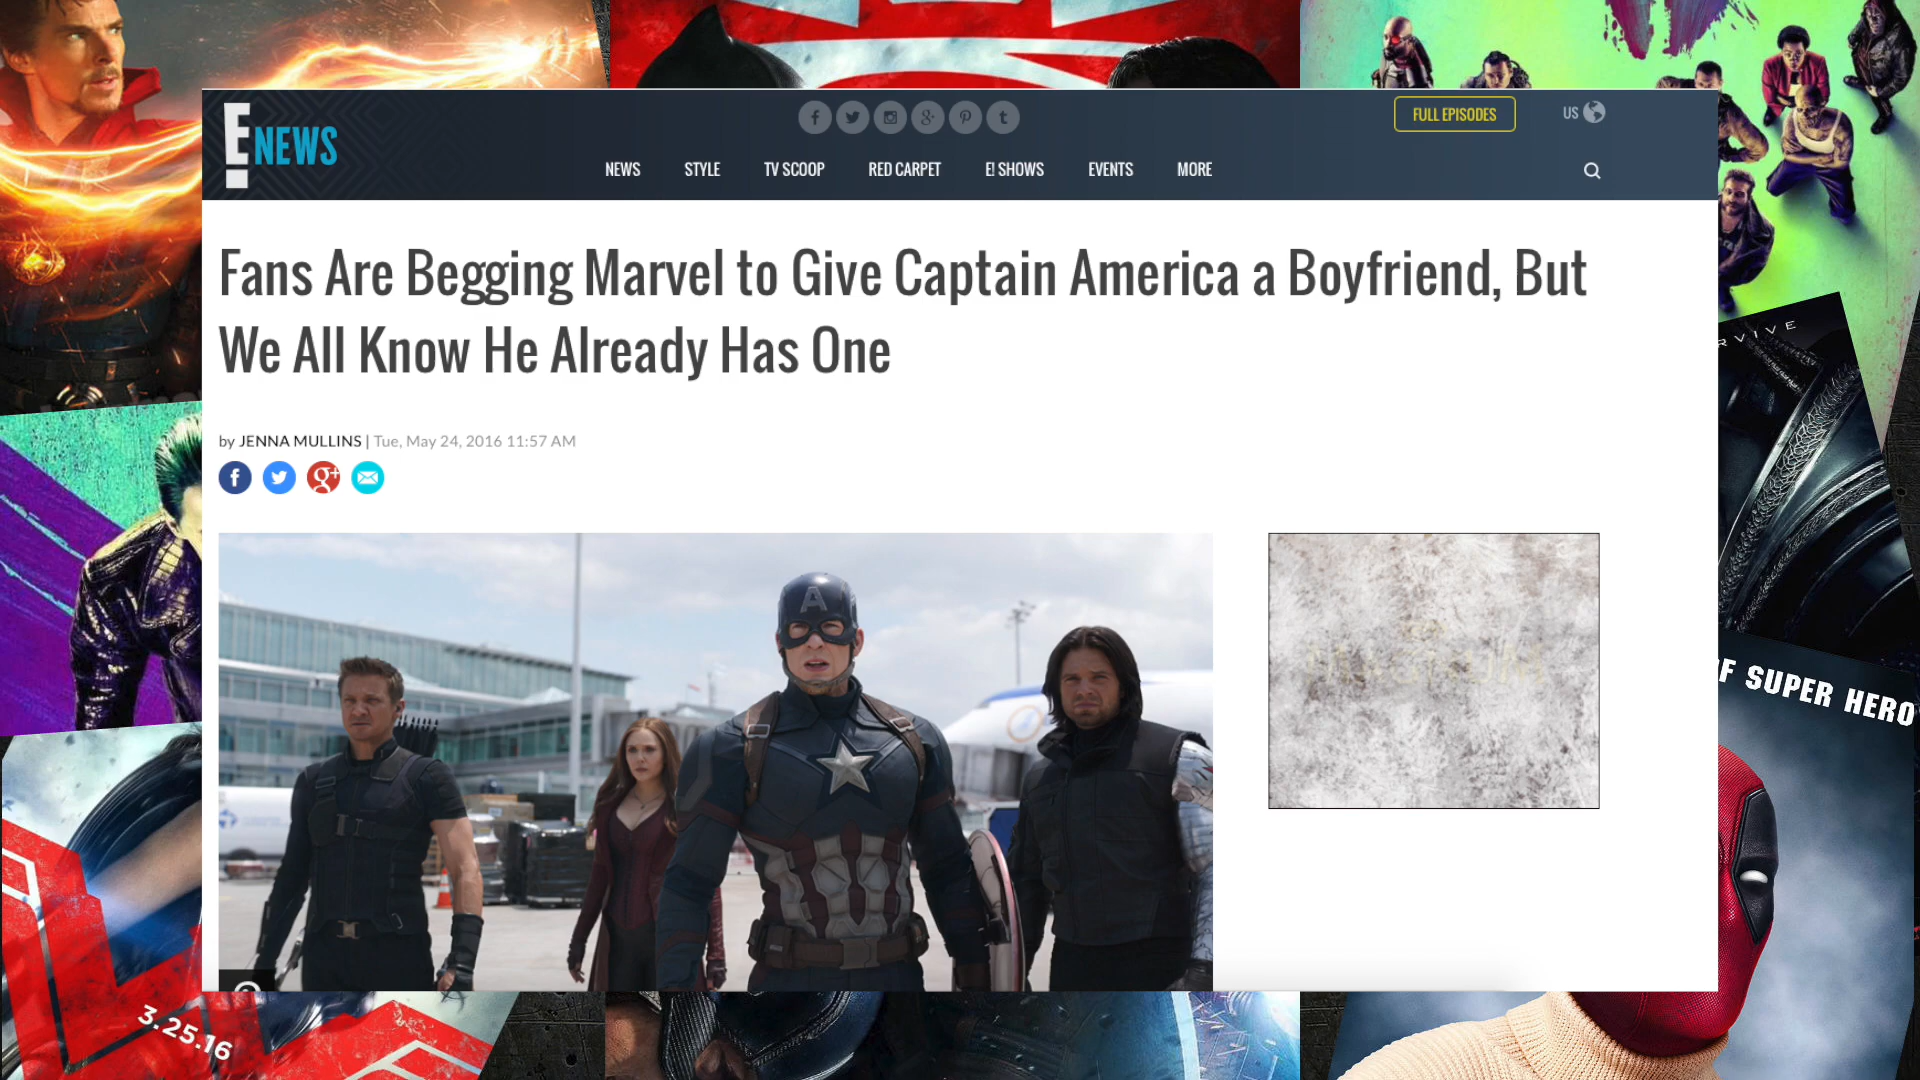 E! NEWS
FULL EPISODES
US
NEWS STYLE TV SCOOP RED CARPET E! SHOWS EVENTS MORE
Fans Are Begging Marvel to Give Captain America a Boyfriend, But
We All Know He Already Has One
by JENNA MULLINS | Tue, May 24, 2016 11:57 AM
A
RVIVE
F SUPER HERO
3.25.16